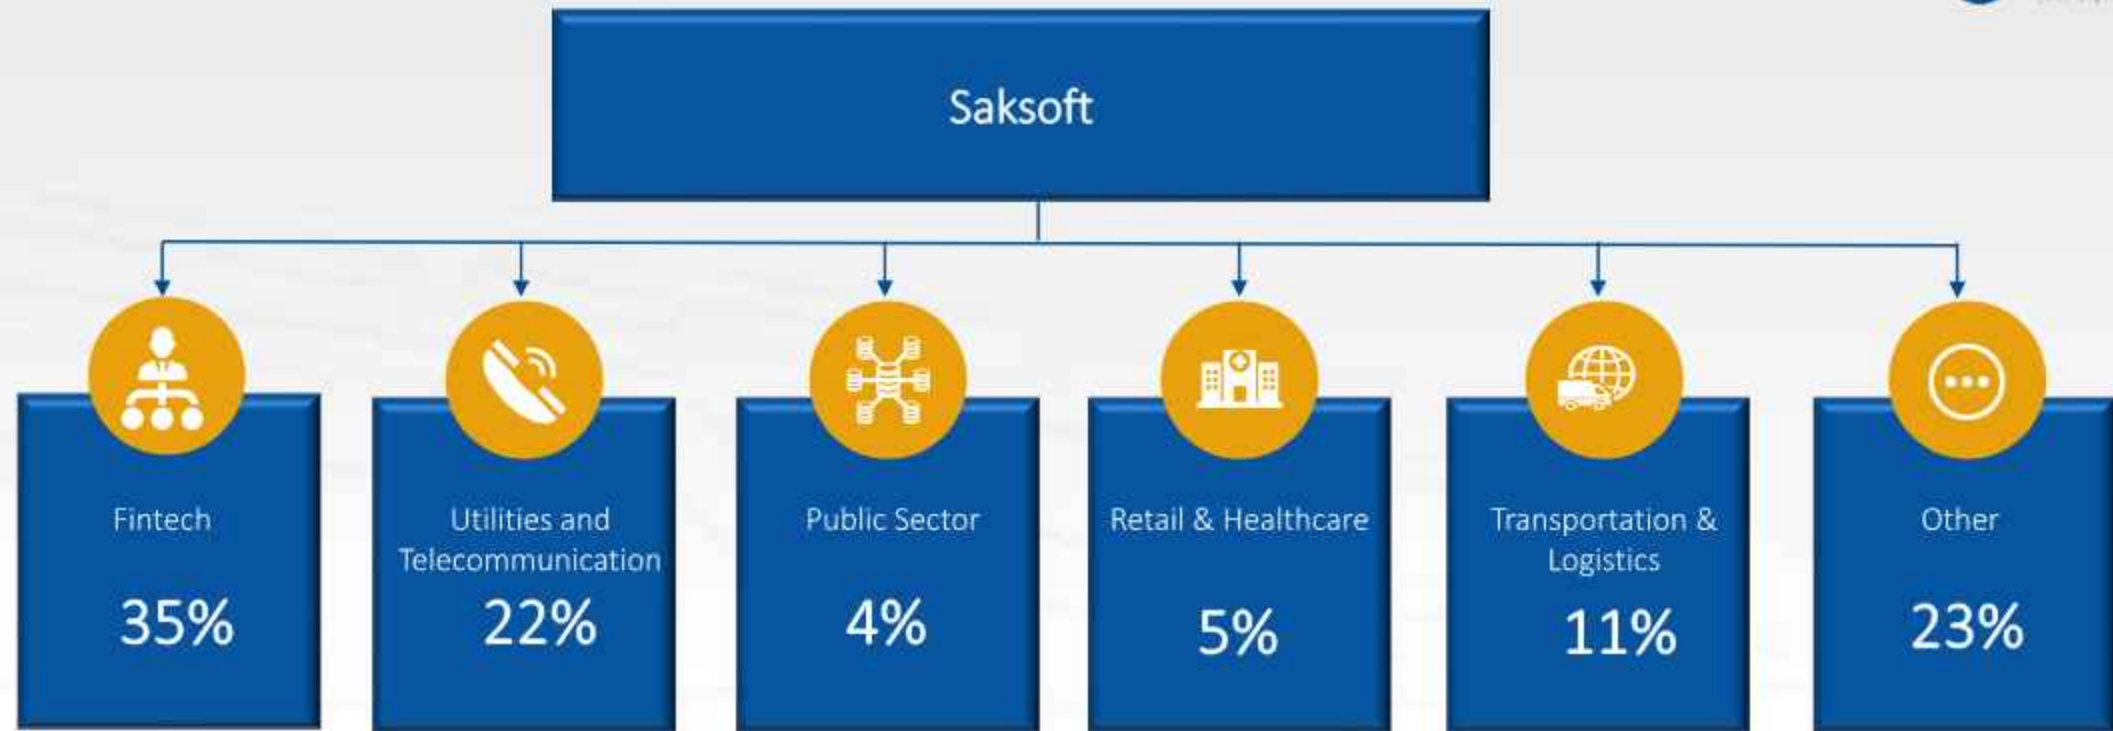 Saksoft
Fintech
35%
Utilities and
Telecommunication
22%
Public Sector
4%
Retail & Healthcare
5%
Transportation &
Logistics
11%
Other
23%